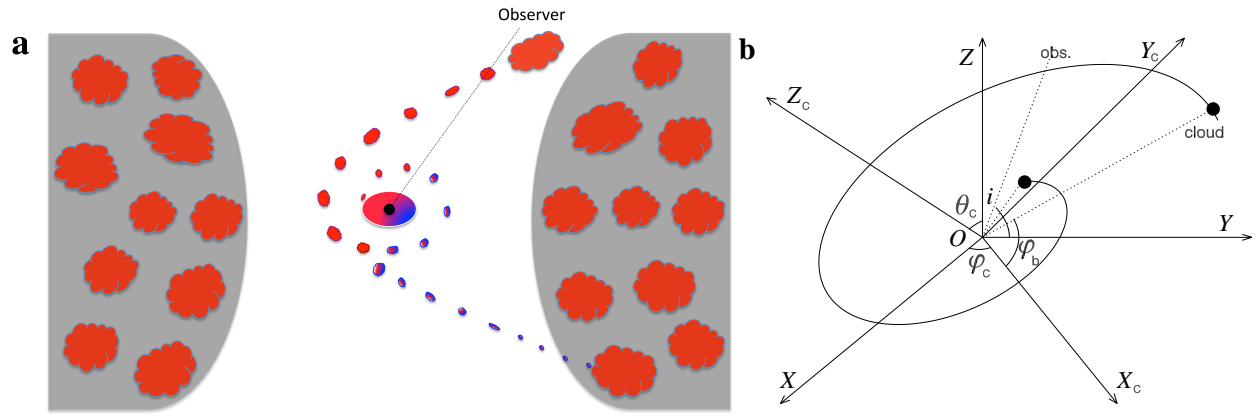 a
Observer
b
Z
obs.
Y_C
Z_C
cloud
θ_C
i
O
φ_C
φ_b
Y
X
X_C